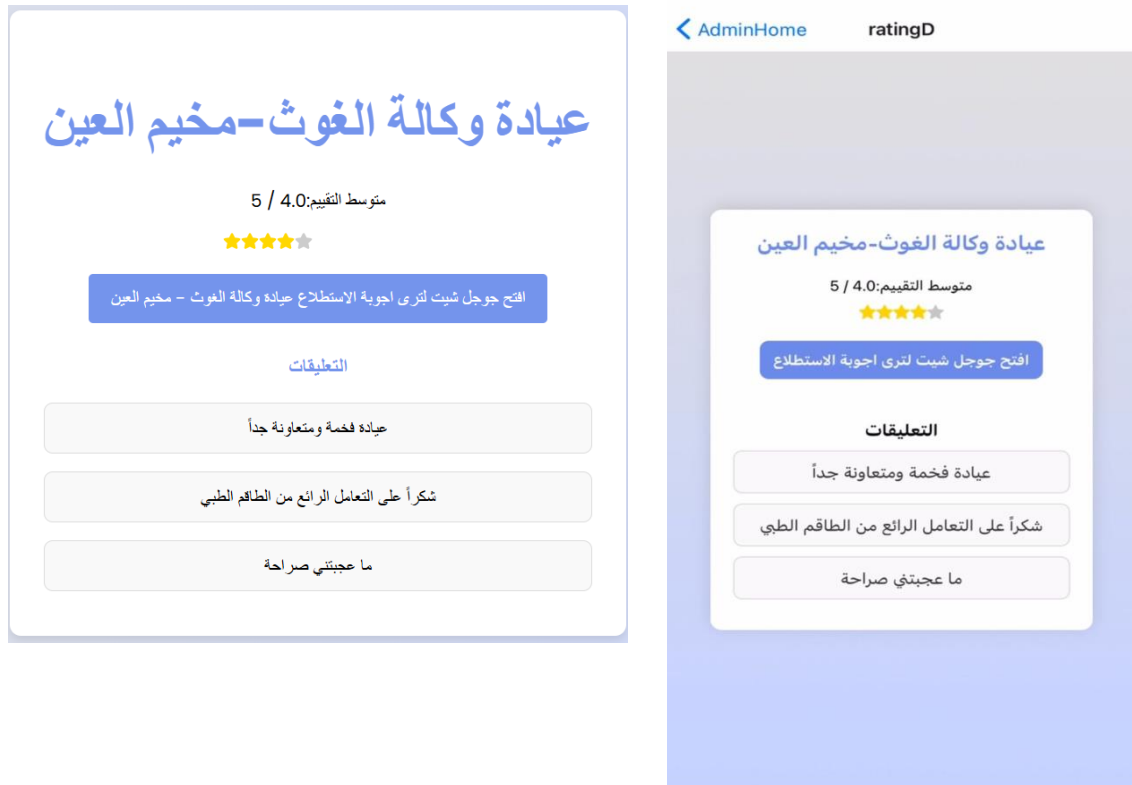 عيادة وكالة الغوث-مخيم العين
متوسط التقييم:4.0 / 5
افتح جوجل شيت لترى اجوبة الاستطلاع عيادة وكالة الغوث - مخيم العين
التعليقات
عيادة فخمة ومتعاونة جداً
شكراً على التعامل الرائع من الطاقم الطبي
ما عجبتني صراحة
AdminHome
ratingD
عيادة وكالة الغوث-مخيم العين
متوسط التقييم:4.0 / 5
افتح جوجل شيت لترى اجوبة الاستطلاع
التعليقات
عيادة فخمة ومتعاونة جداً
شكراً على التعامل الرائع من الطاقم الطبي
ما عجبتني صراحة